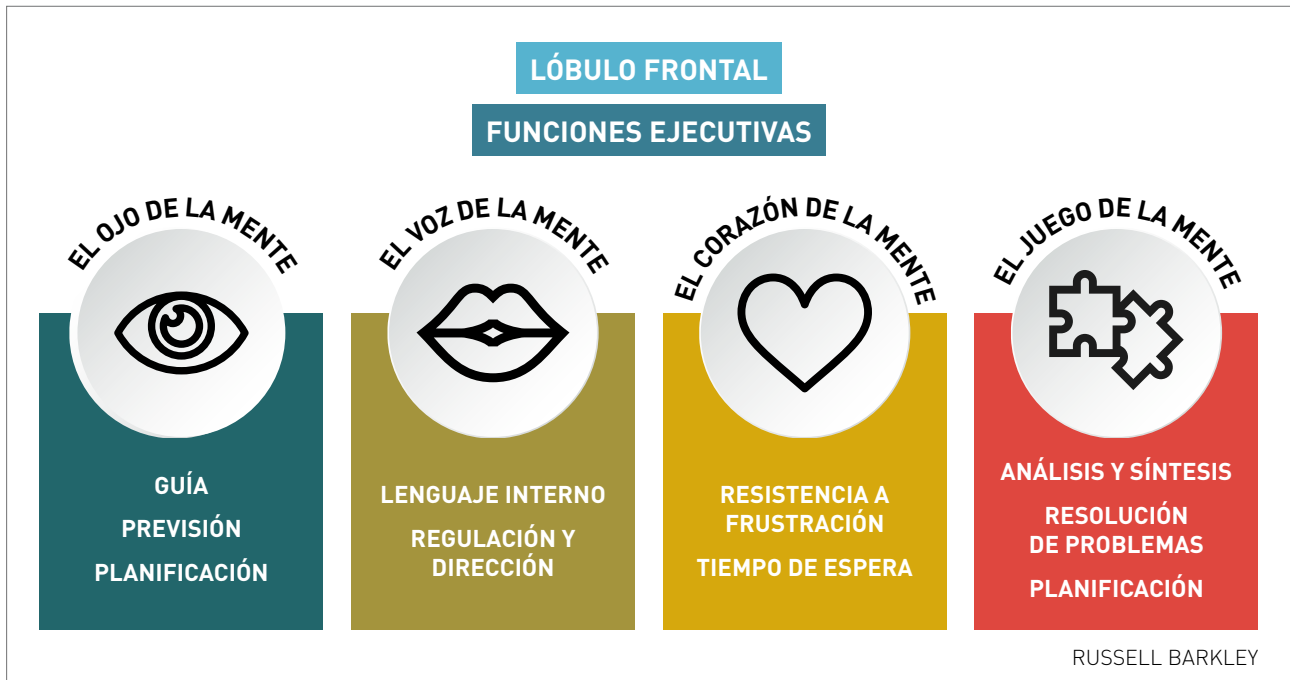 LÓBULO FRONTAL
FUNCIONES EJECUTIVAS
EL OJO DE LA MENTE
GUÍA
PREVISIÓN
PLANIFICACIÓN
EL VOZ DE LA MENTE
LENGUAJE INTERNO
REGULACIÓN Y
DIRECCIÓN
EL CORAZÓN DE LA MENTE
RESISTENCIA A
FRUSTRACIÓN
TIEMPO DE ESPERA
EL JUEGO DE LA MENTE
ANÁLISIS Y SÍNTESIS
RESOLUCIÓN
DE PROBLEMAS
PLANIFICACIÓN
RUSSELL BARKLEY